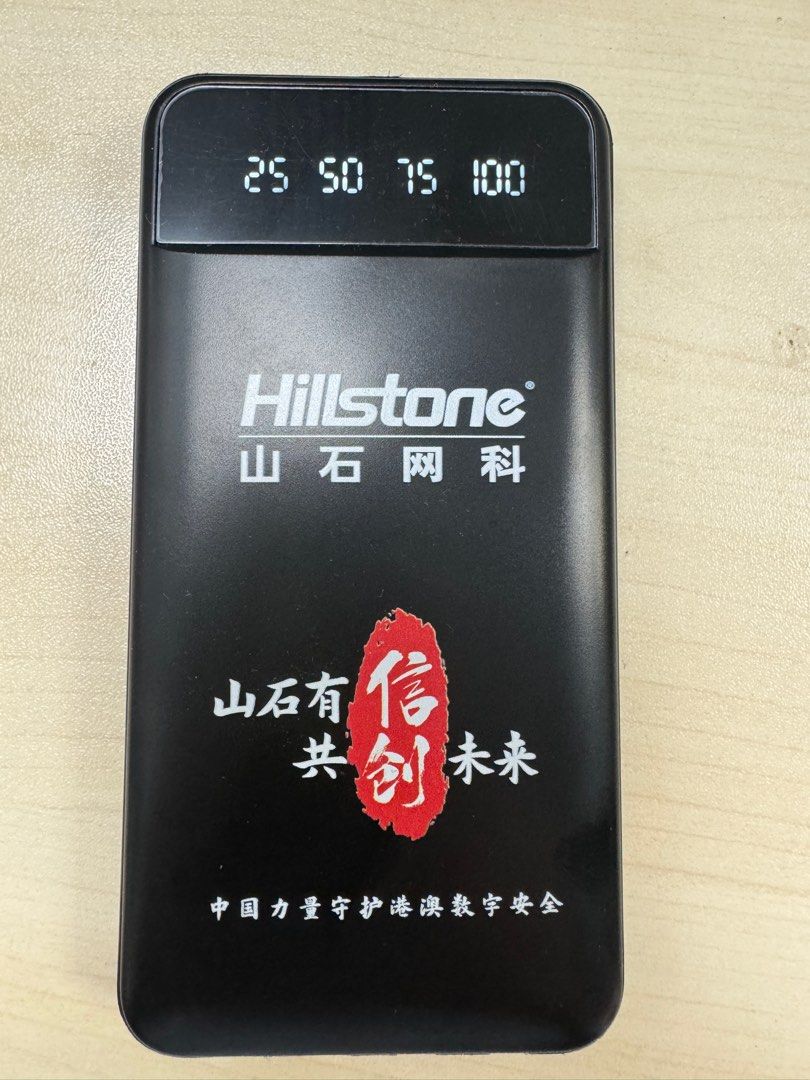 25 50 75 100
Hillstone®
山石网科
山石有信
共创未来
中国力量守护港澳数字安全